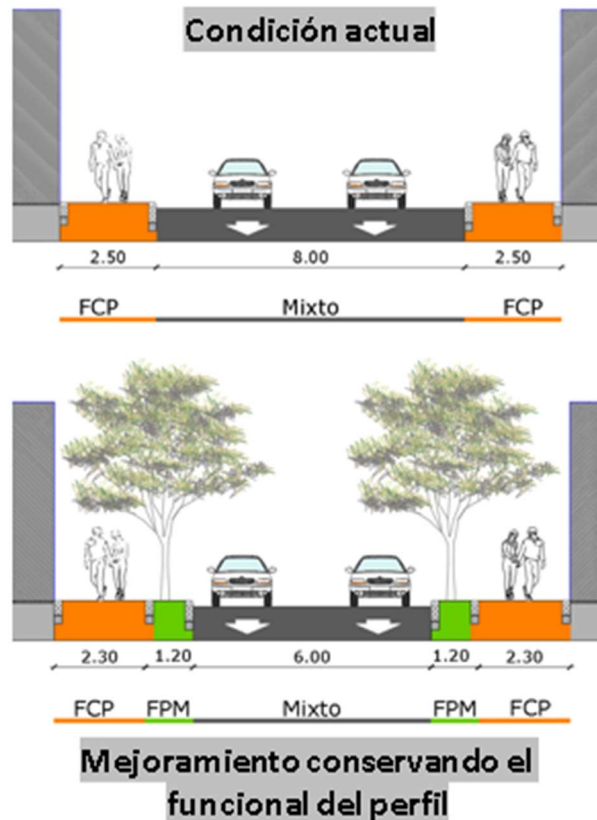 Condición actual
2.50 8.00 2.50
FCP Mixto FCP
2.30 1.20 6.00 1.20 2.30
FCP FPM Mixto FPM FCP
Mejoramiento conservando el
funcional del perfil